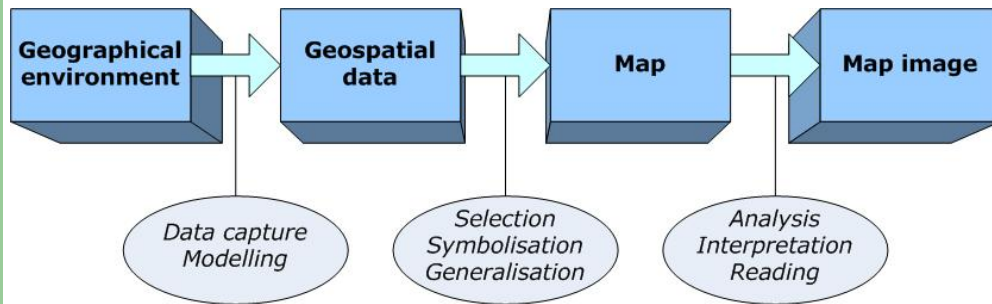 Geographical
environment
Geospatial
data
Map
Map image
Data capture
Modelling
Selection
Symbolisation
Generalisation
Analysis
Interpretation
Reading